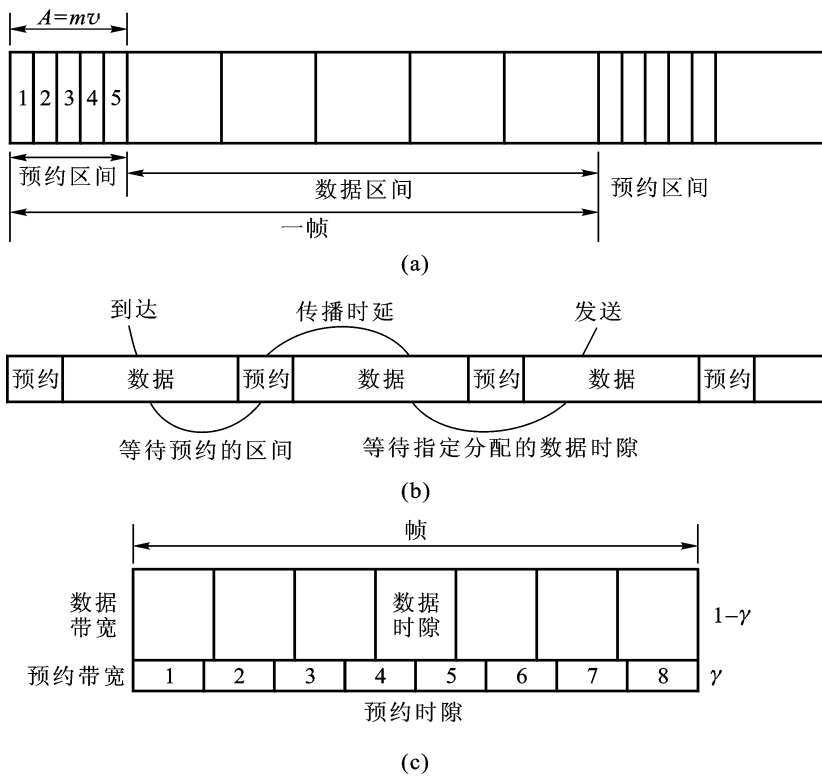 A=mv
1 2 3 4 5
预约区间
数据区间
预约区间
一帧
(a)
到达
传播时延
发送
预约
数据
预约
数据
预约
数据
预约
等待预约的区间
等待指定分配的数据时隙
(b)
帧
数据
带宽
数据
时隙
1−γ
预约带宽
1 2 3 4 5 6 7 8
γ
预约时隙
(c)